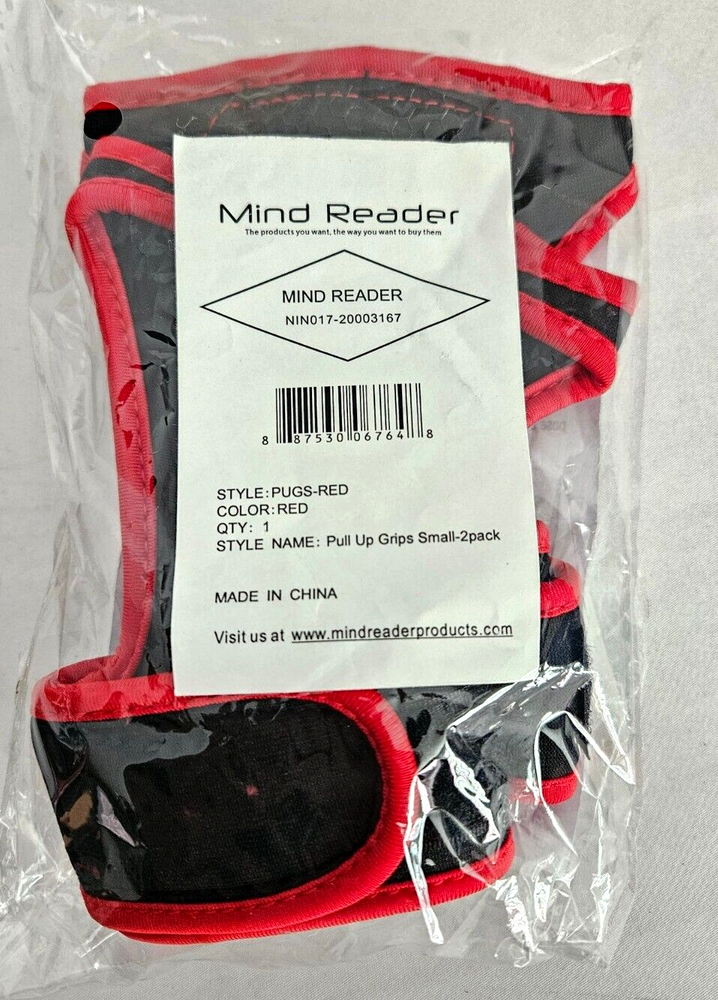 Mind Reader
The products you want, the way you want to buy them
MIND READER
NIN017-20003167
8 87530 06764 8
STYLE:PUGS-RED
COLOR:RED
QTY: 1
STYLE NAME: Pull Up Grips Small-2pack
MADE IN CHINA
Visit us at www.mindreaderproducts.com